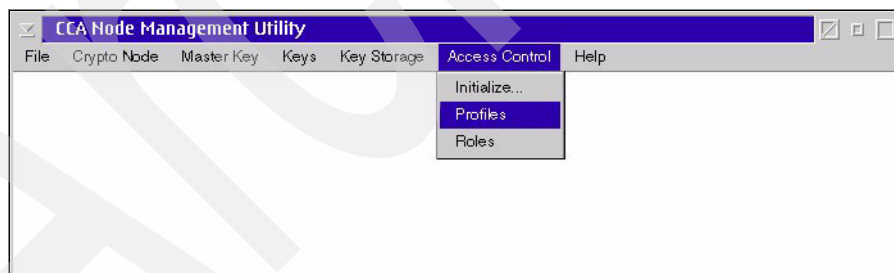 CCA Node Management Utility
File Crypto Node Master Key Keys Key Storage Access Control Help
Initialize...
Profiles
Roles